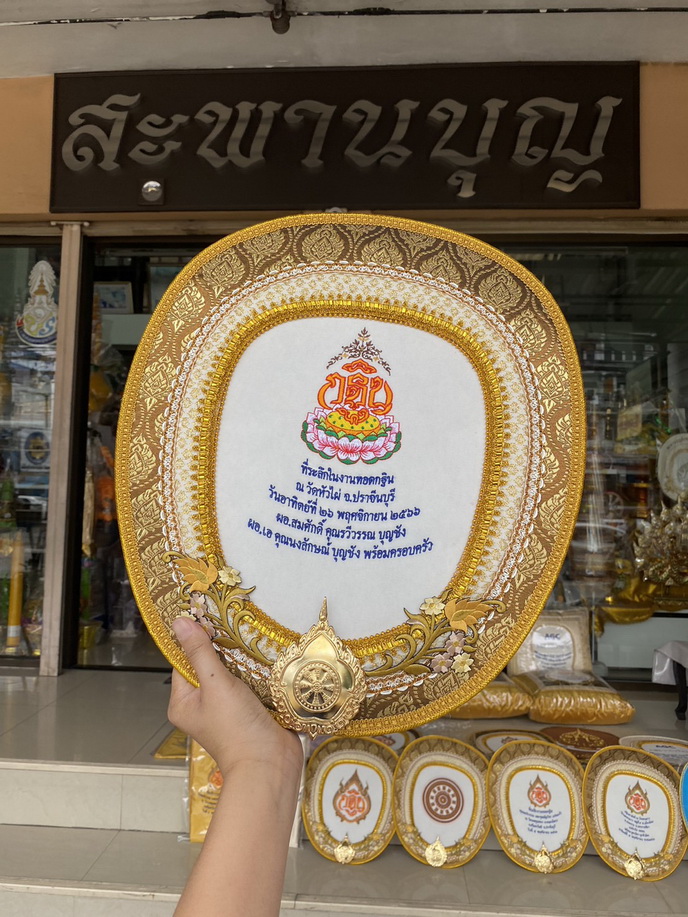 สะพานบุญ
กฐิน
ที่ระลึกในงานทอดกฐิน
ณ วัดหัวไผ่ จ.ปราจีนบุรี
วันอาทิตย์ที่ ๒๖ พฤศจิกายน ๒๕๖๖
ผอ.สมศักดิ์ คุณรวีวรรณ บุญชัง
ผอ.เอ คุณนงลักษณ์ บุญชัง พร้อมครอบครัว